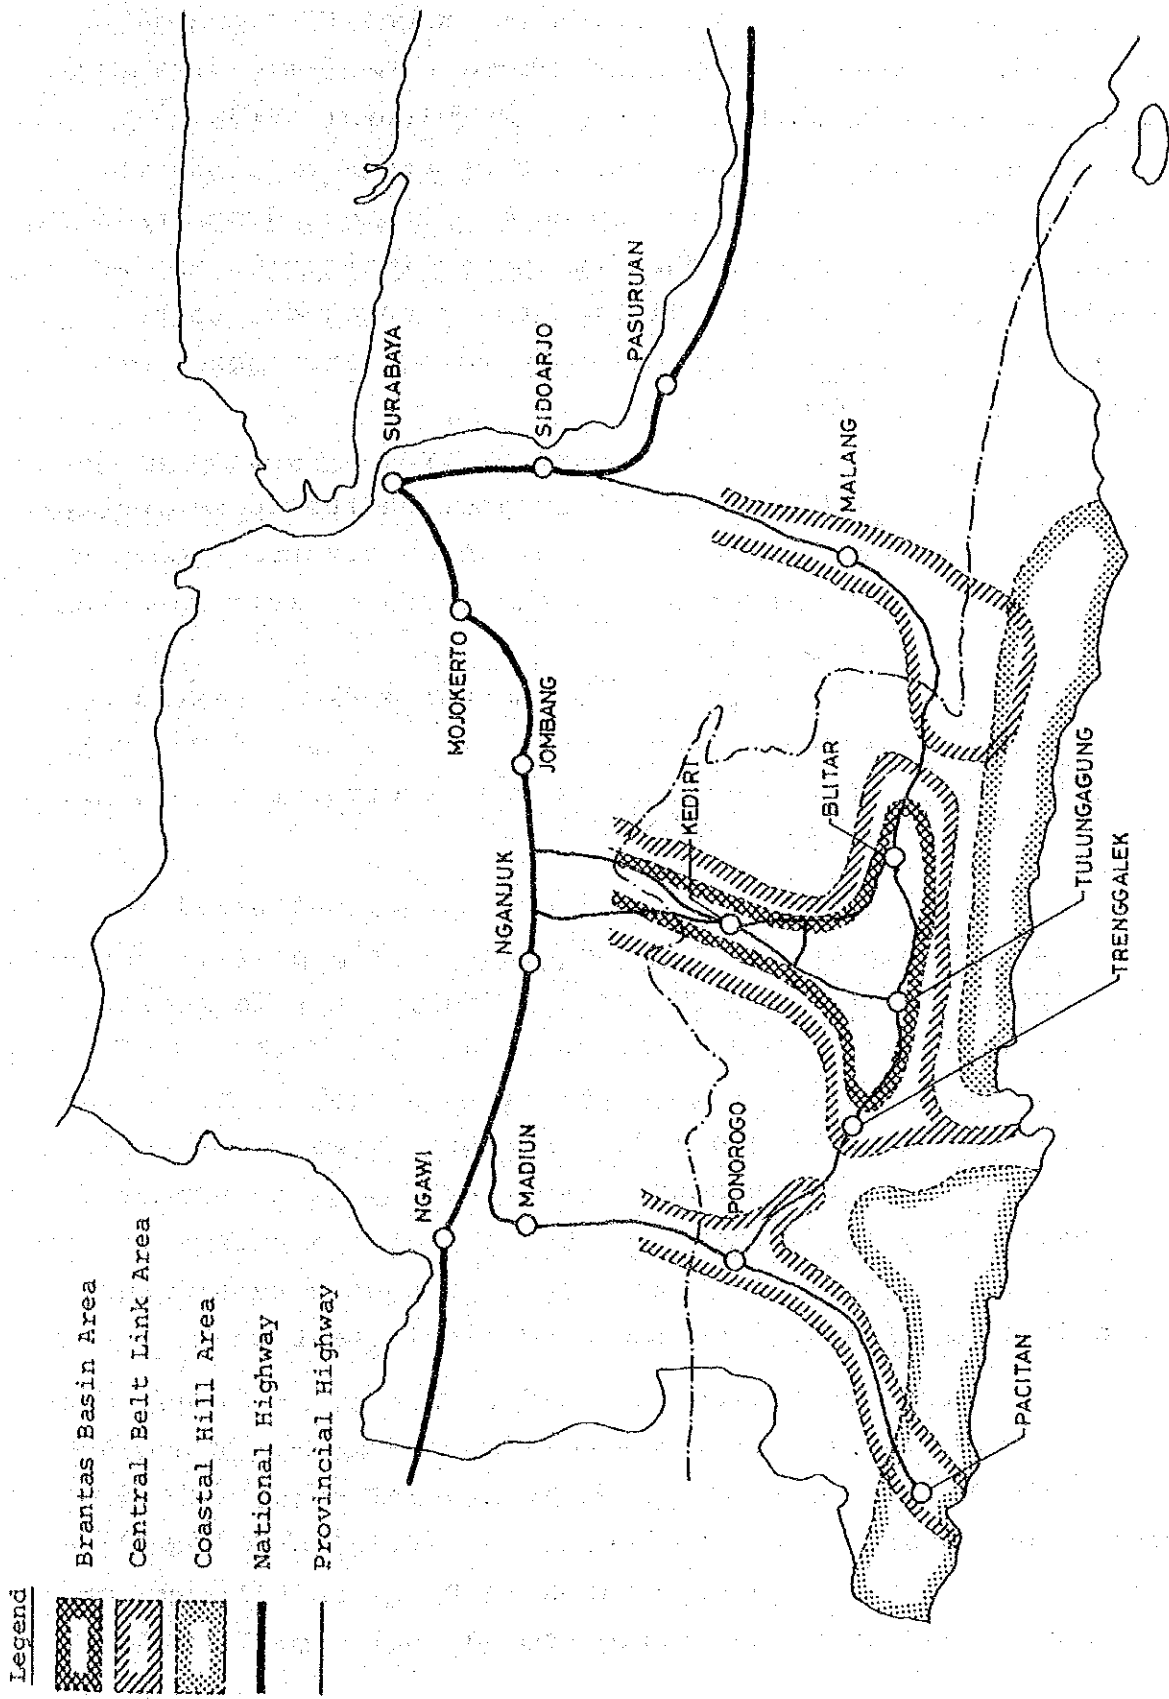 Legend
Brantas Basin Area
Central Belt Link Area
Coastal Hill Area
National Highway
Provincial Highway
SURABAYA
SIDOARJO
PASURUAN
MOJOKERTO
JOMBANG
MALANG
NGANJUK
KEDIRI
BLITAR
TULUNGAGUNG
TRENGGALEK
NGAWI
MADIUN
PONOROGO
PACITAN